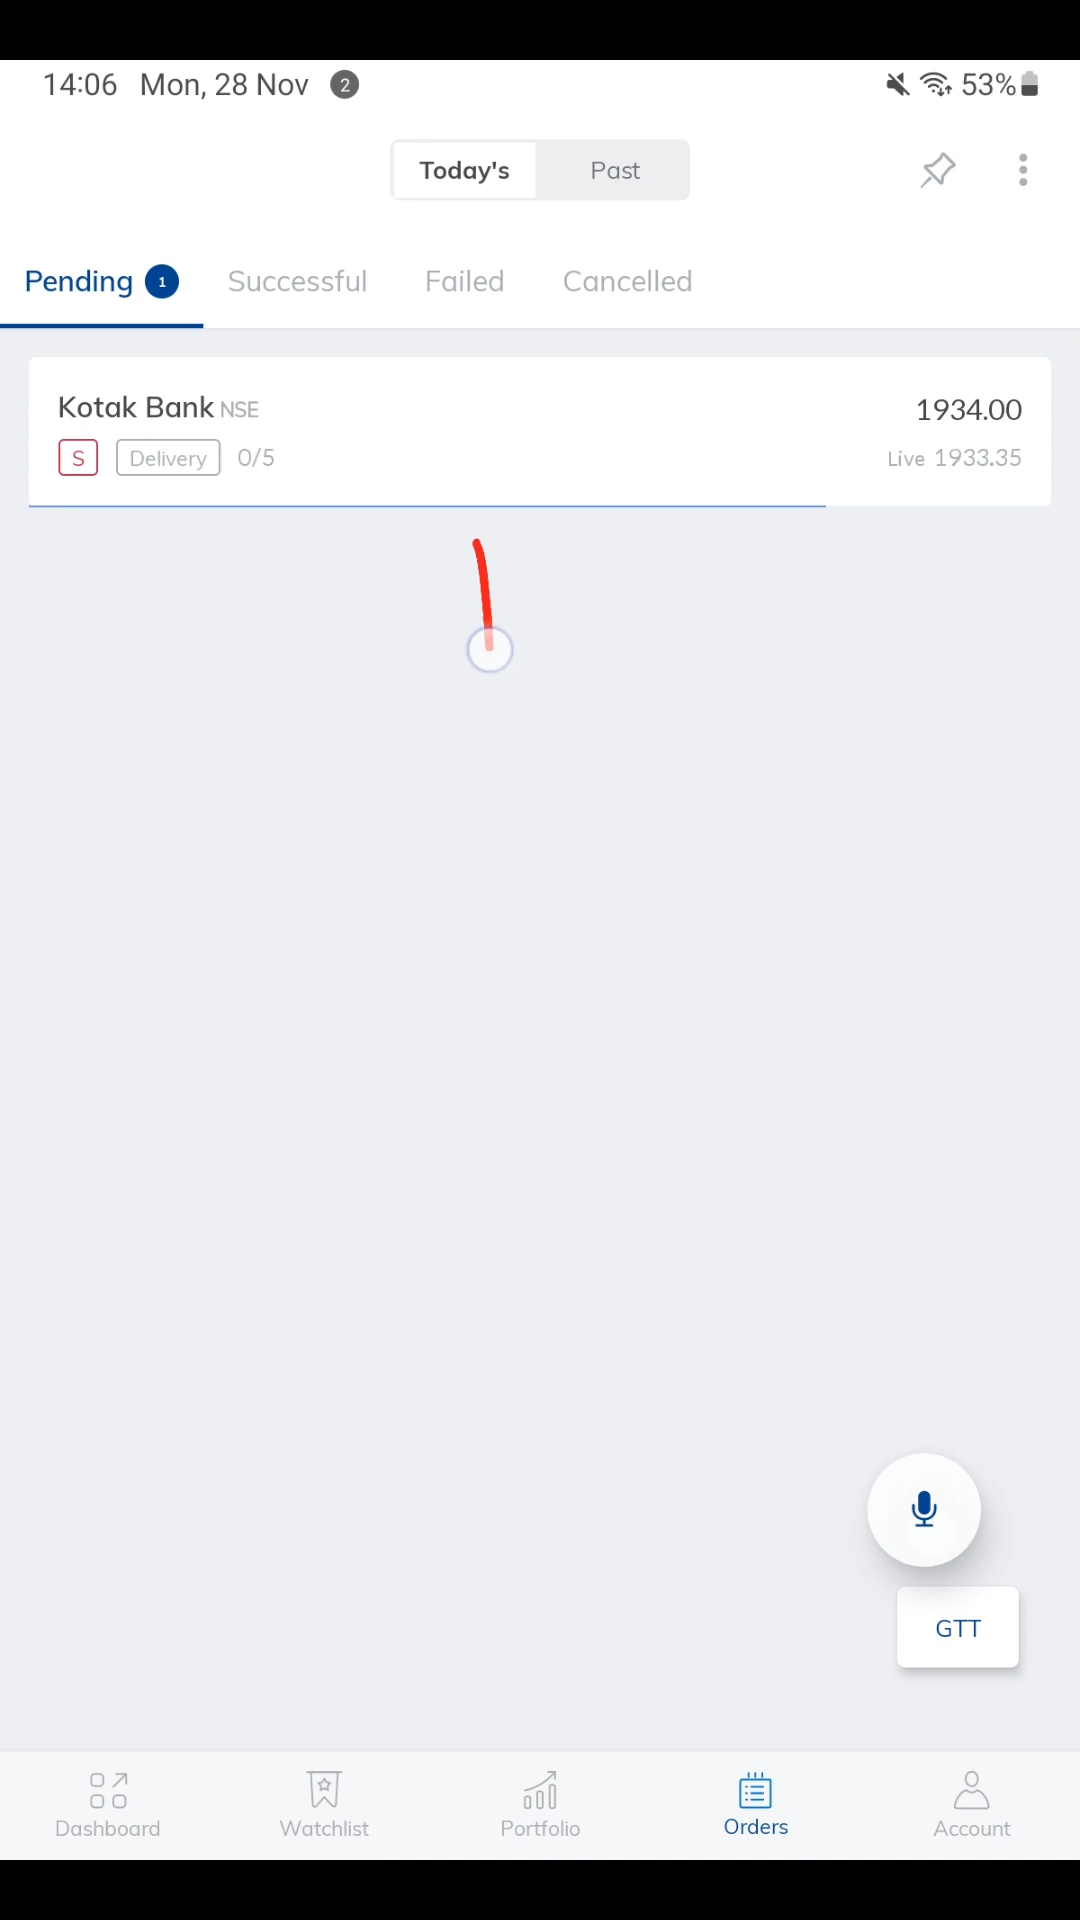 14:06 Mon, 28 Nov 2 53%
Today's Past
Pending 1 Successful Failed Cancelled
Kotak Bank NSE 1934.00
S Delivery 0/5 Live 1933.35
GTT
Dashboard Watchlist Portfolio Orders Account